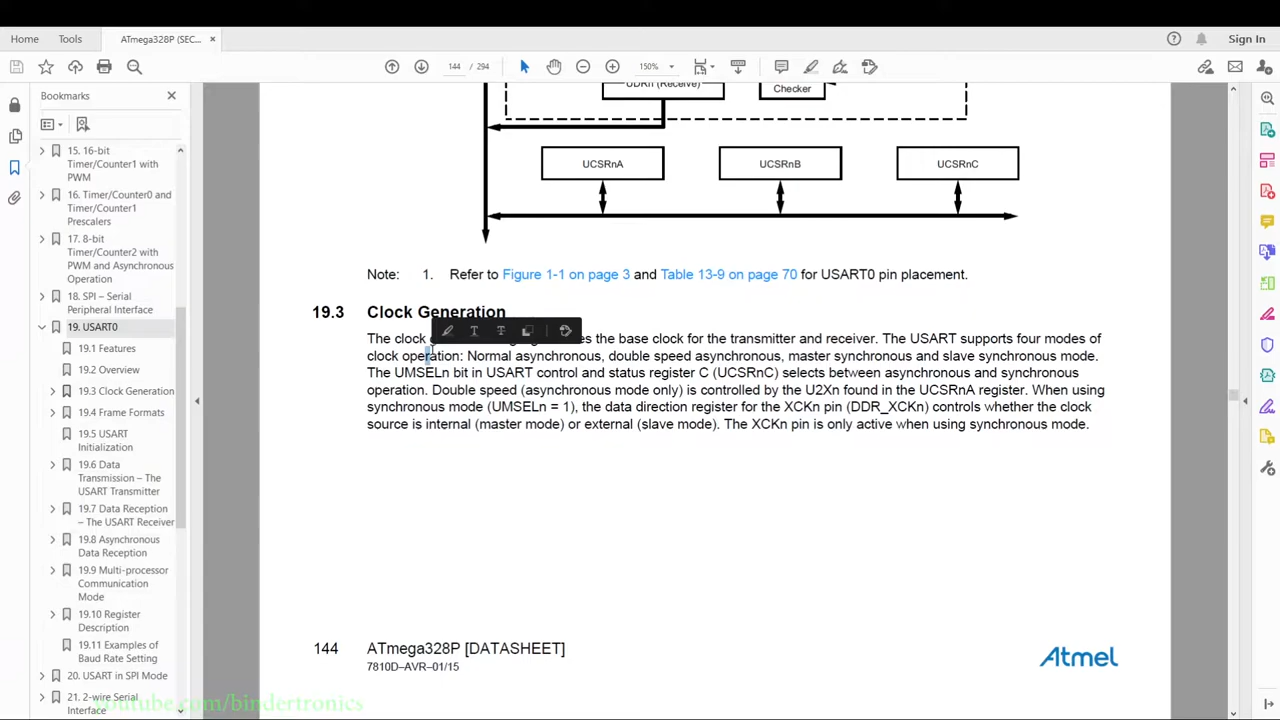 Home
Tools
ATmega328P (SEC...
Sign In
144 / 294
150%
Bookmarks
15. 16-bit
Timer/Counter1 with
PWM
16. Timer/Counter0 and
Timer/Counter1
Prescalers
17. 8-bit
Timer/Counter2 with
PWM and Asynchronous
Operation
18. SPI – Serial
Peripheral Interface
19. USART0
19.1 Features
19.2 Overview
19.3 Clock Generation
19.4 Frame Formats
19.5 USART
Initialization
19.6 Data
Transmission – The
USART Transmitter
19.7 Data Reception
– The USART Receiver
19.8 Asynchronous
Data Reception
19.9 Multi-processor
Communication
Mode
19.10 Register
Description
19.11 Examples of
Baud Rate Setting
20. USART in SPI Mode
21. 2-wire Serial
Interface
youtube.com/bindertronics
UDRn (Receive)
Checker
UCSRnA
UCSRnB
UCSRnC
Note: 1. Refer to Figure 1-1 on page 3 and Table 13-9 on page 70 for USART0 pin placement.
19.3 Clock Generation
The clock the base clock for the transmitter and receiver. The USART supports four modes of
clock operation: Normal asynchronous, double speed asynchronous, master synchronous and slave synchronous mode.
The UMSELn bit in USART control and status register C (UCSRnC) selects between asynchronous and synchronous
operation. Double speed (asynchronous mode only) is controlled by the U2Xn found in the UCSRnA register. When using
synchronous mode (UMSELn = 1), the data direction register for the XCKn pin (DDR_XCKn) controls whether the clock
source is internal (master mode) or external (slave mode). The XCKn pin is only active when using synchronous mode.
144 ATmega328P [DATASHEET]
7810D–AVR–01/15
Atmel